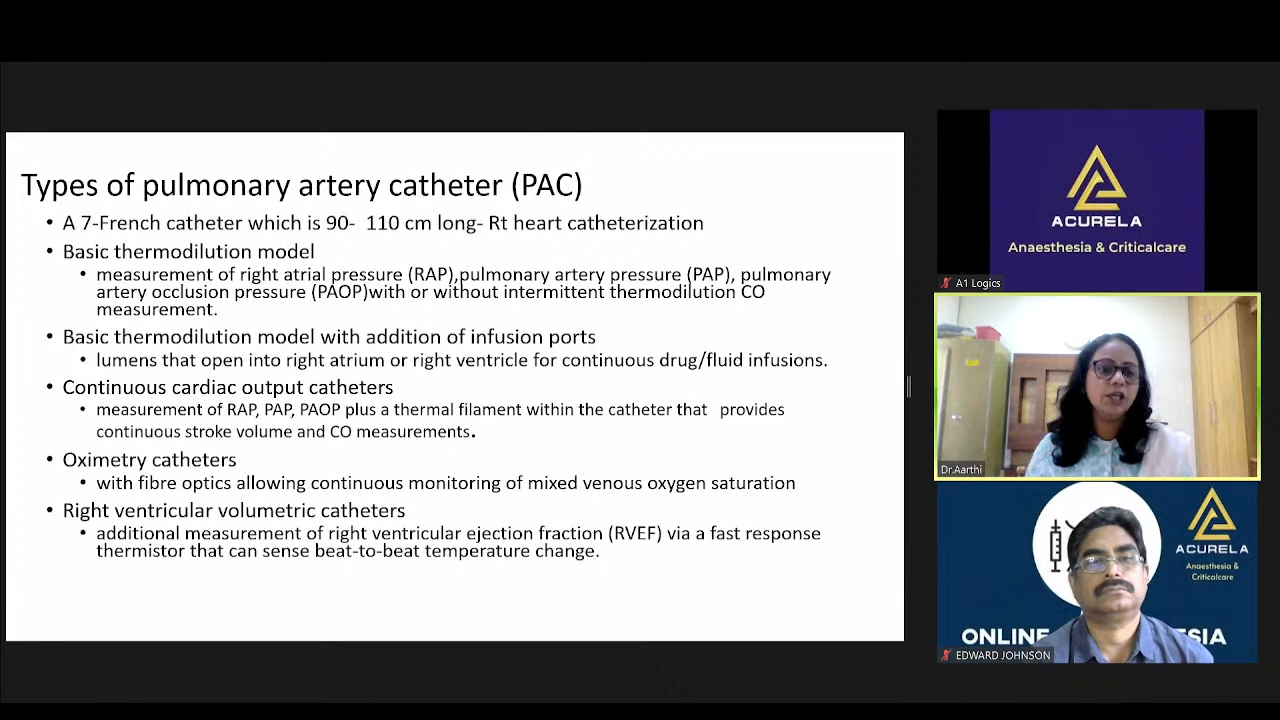 Types of pulmonary artery catheter (PAC)
• A 7-French catheter which is 90-  110 cm long- Rt heart catheterization
• Basic thermodilution model
• measurement of right atrial pressure (RAP),pulmonary artery pressure (PAP), pulmonary
artery occlusion pressure (PAOP)with or without intermittent thermodilution CO
measurement.
• Basic thermodilution model with addition of infusion ports
• lumens that open into right atrium or right ventricle for continuous drug/fluid infusions.
• Continuous cardiac output catheters
• measurement of RAP, PAP, PAOP plus a thermal filament within the catheter that  provides
continuous stroke volume and CO measurements.
• Oximetry catheters
• with fibre optics allowing continuous monitoring of mixed venous oxygen saturation
• Right ventricular volumetric catheters
• additional measurement of right ventricular ejection fraction (RVEF) via a fast response
thermistor that can sense beat-to-beat temperature change.
ACURELA
Anaesthesia & Criticalcare
A1 Logics
Dr.Aarthi
ACURELA
Anaesthesia &
Criticalcare
ONLINE
SIA
EDWARD JOHNSON